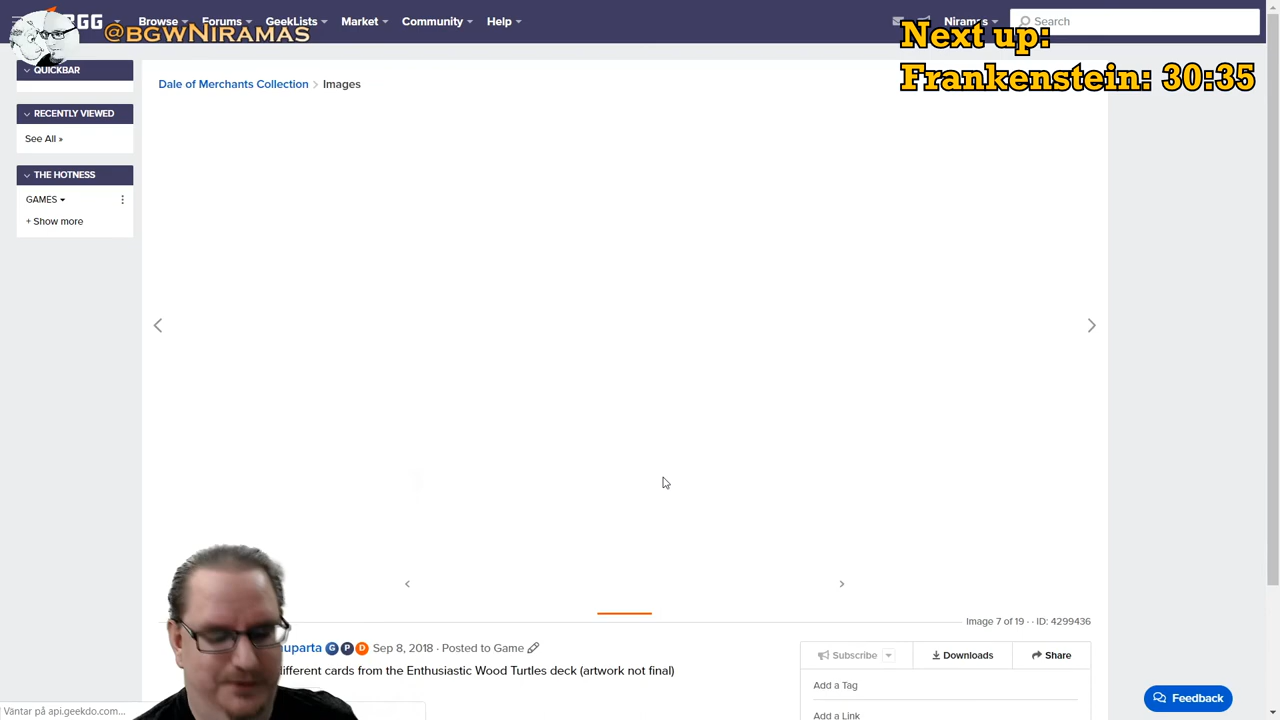 GG
Browse
Forums
GeekLists
Market
Community
Help
Niramas
Search
@BGWNIRAMAS
Next up:
Frankenstein: 30:35
QUICKBAR
Dale of Merchants Collection > Images
RECENTLY VIEWED
See All »
THE HOTNESS
GAMES
+ Show more
Image 7 of 19 · · ID: 4299436
huparta G P D Sep 8, 2018 · Posted to Game
different cards from the Enthusiastic Wood Turtles deck (artwork not final)
Subscribe
Downloads
Share
Add a Tag
Add a Link
Feedback
Väntar på api.geekdo.com...